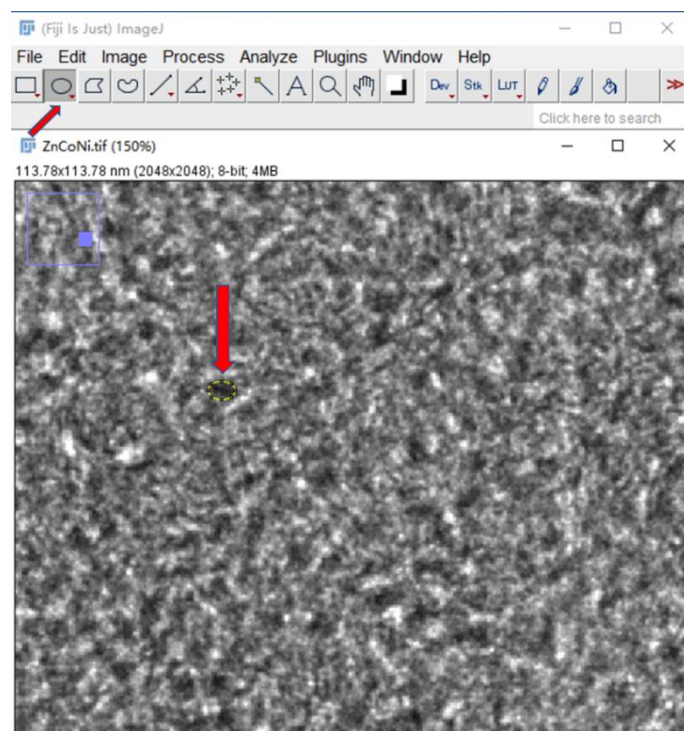 (Fiji Is Just) ImageJ
File Edit Image Process Analyze Plugins Window Help
A Dev Stk LUT
Click here to search
ZnCoNi.tif (150%)
113.78x113.78 nm (2048x2048); 8-bit; 4MB